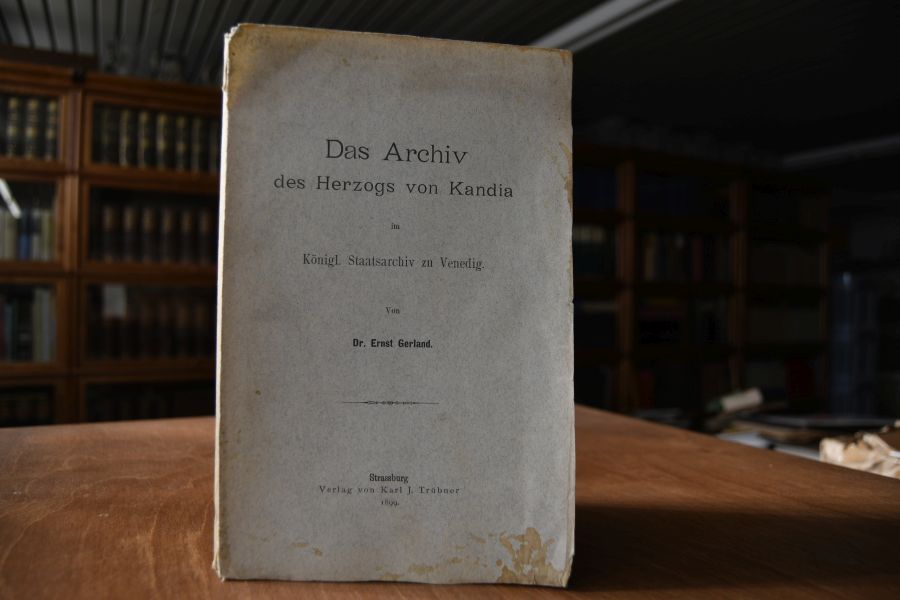 Das Archiv
des Herzogs von Kandia
im
Königl. Staatsarchiv zu Venedig.
Von
Dr. Ernst Gerland.
Strassburg
Verlag von Karl J. Trübner
1899.